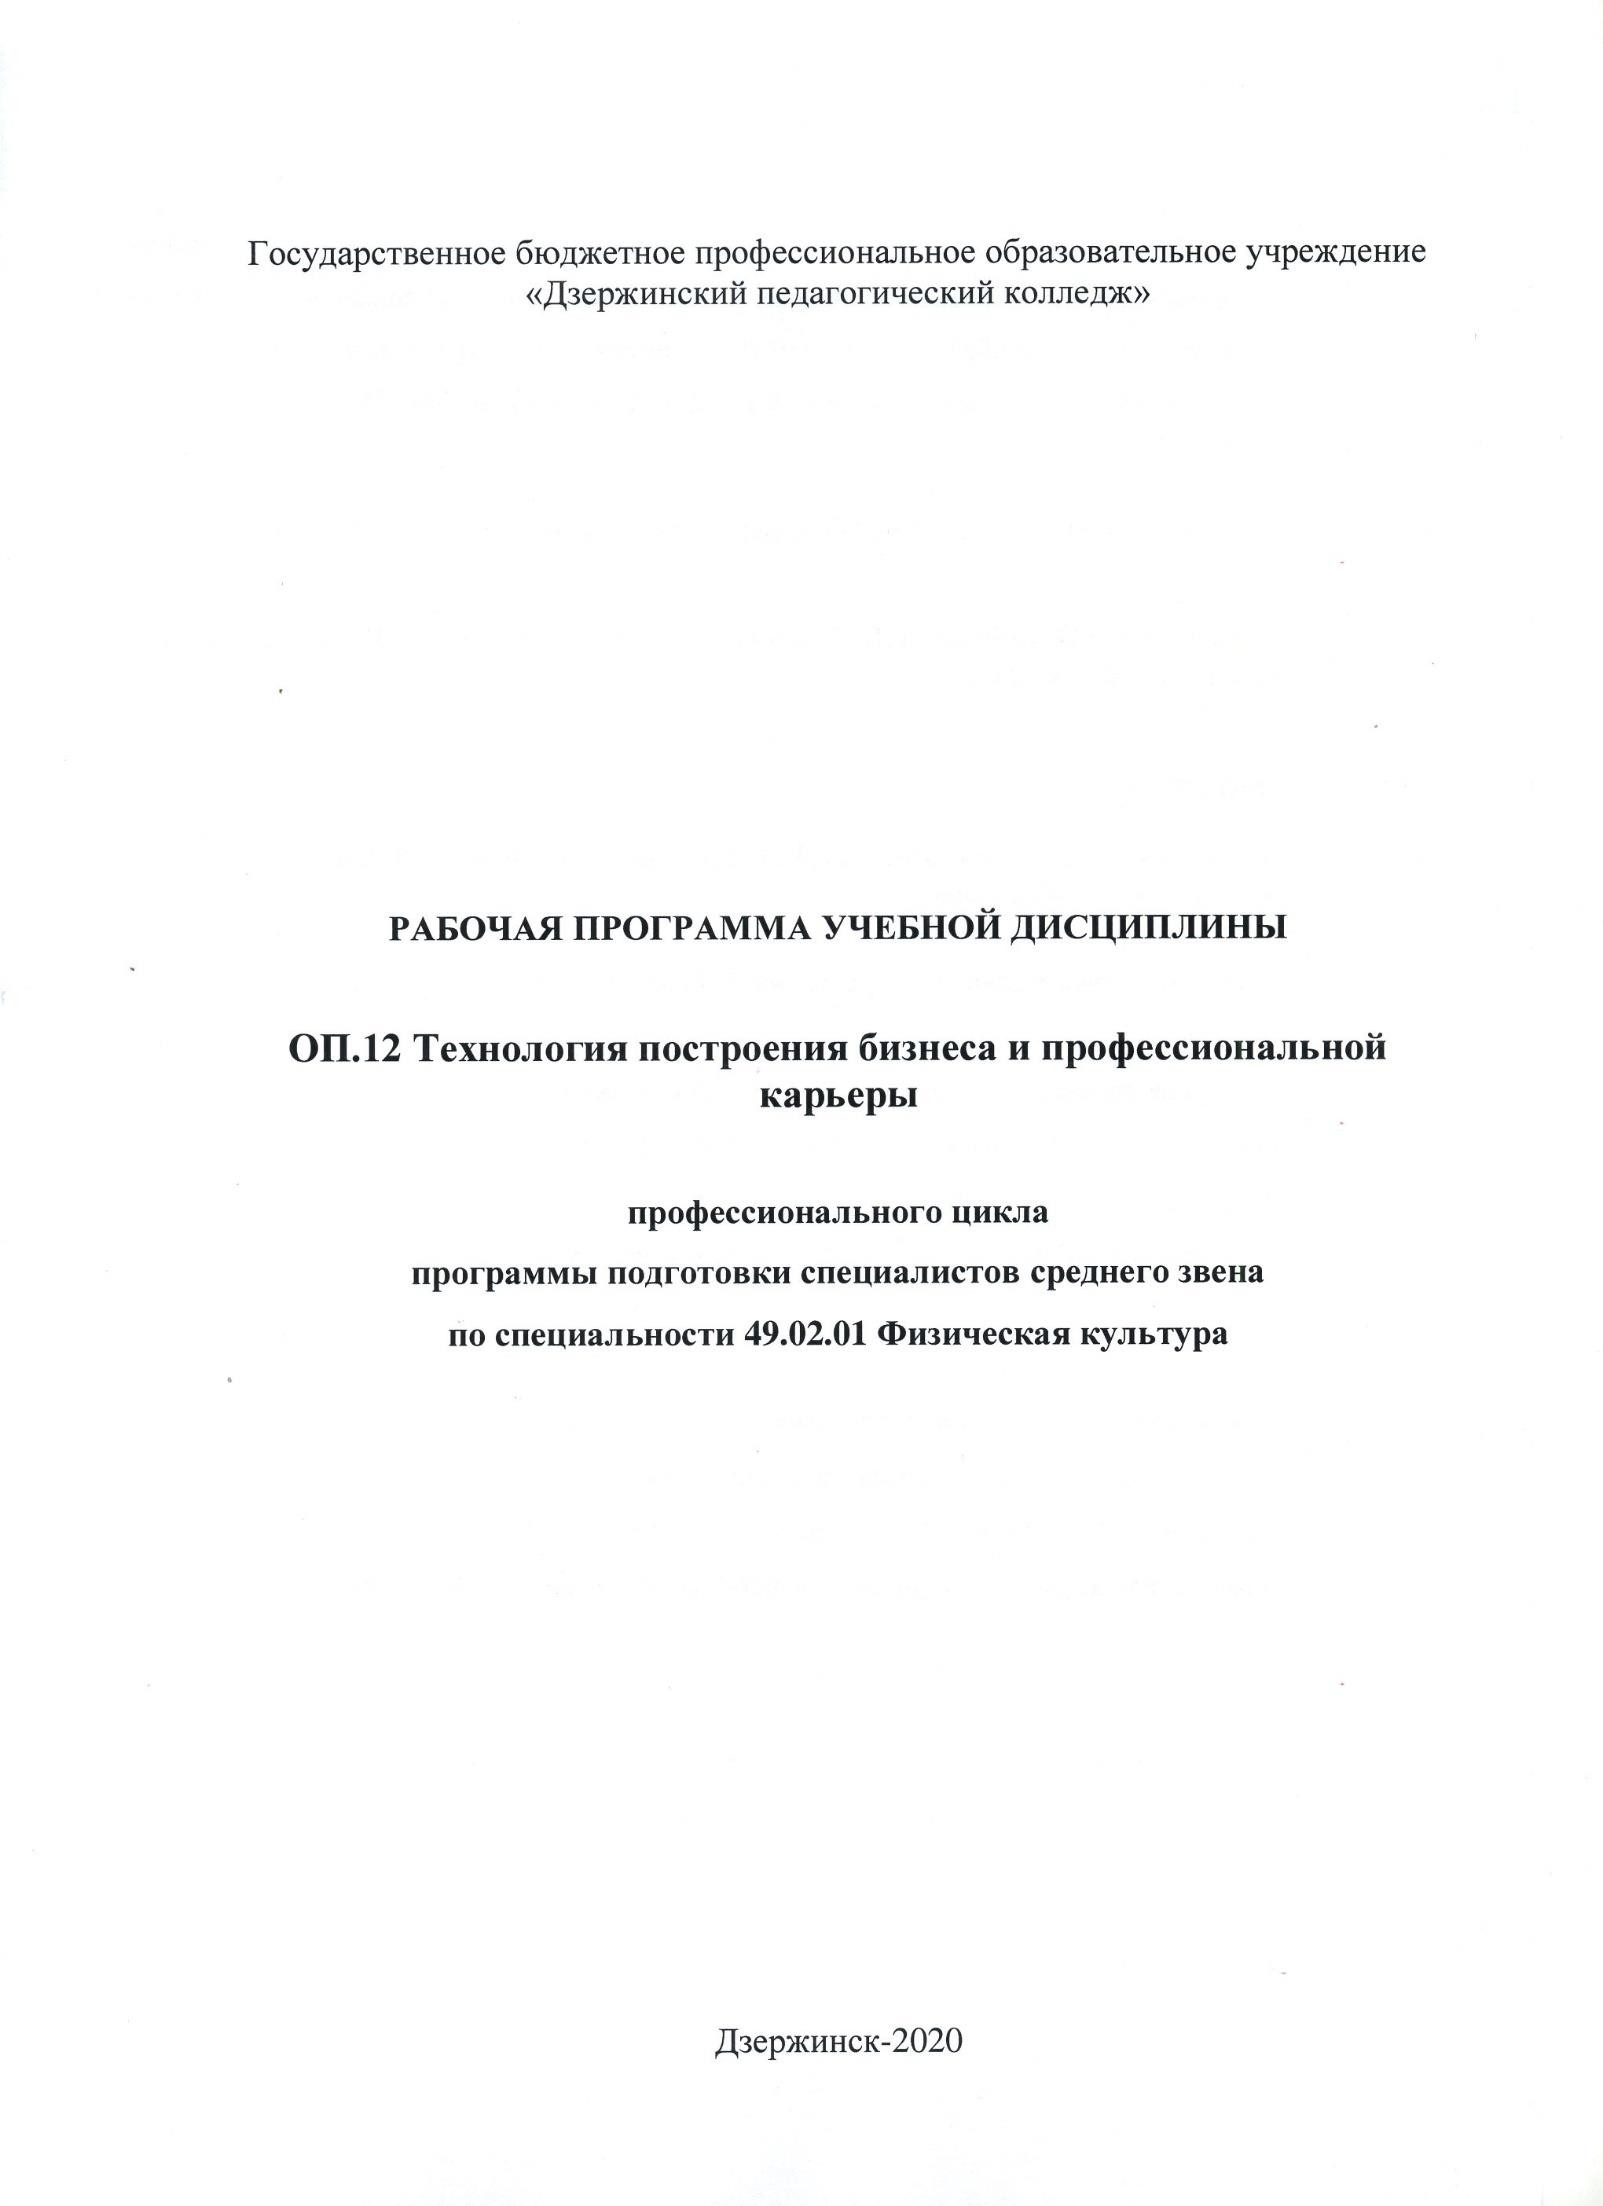 Государственное бюджетное профессиональное образовательное учреждение
«Дзержинский педагогический колледж»
РАБОЧАЯ ПРОГРАММА УЧЕБНОЙ ДИСЦИПЛИНЫ
ОП.12 Технология построения бизнеса и профессиональной
карьеры
профессионального цикла
программы подготовки специалистов среднего звена
по специальности 49.02.01 Физическая культура
Дзержинск-2020